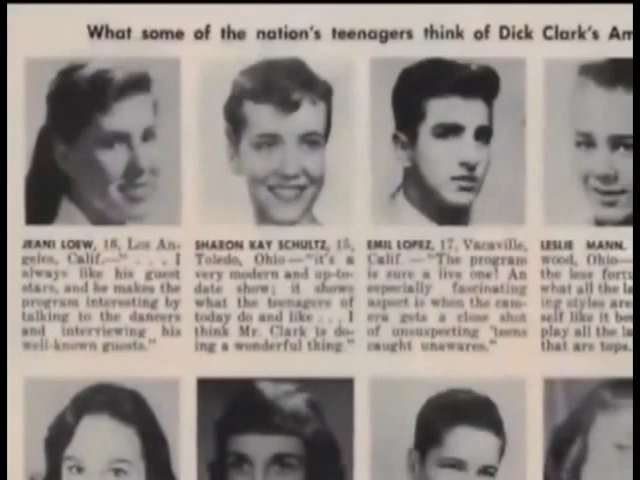 What some of the nation's teenagers think of Dick Clark's Am
JEANI LOEW, 18, Los An-
geles, Calif.—" . . . I
always like his guest
stars, and he makes the
program interesting by
talking to the dancers
and interviewing his
well-known guests."
SHARON KAY SCHULTZ, 15,
Toledo, Ohio—"it's a
very modern and up-to-
date show; it shows
what the teenagers of
today do and like . . . I
think Mr. Clark is do-
ing a wonderful thing."
EMIL LOPEZ, 17, Vacaville,
Calif.—"The program
is sure a live one! An
especially fascinating
aspect is when the cam-
era gets a close shot
of unsuspecting 'teens
caught unawares."
LESLIE MANN,
wood, Ohio—
the less fort
what all the la
ing styles are
self like it bes
play all the la
that are tops.